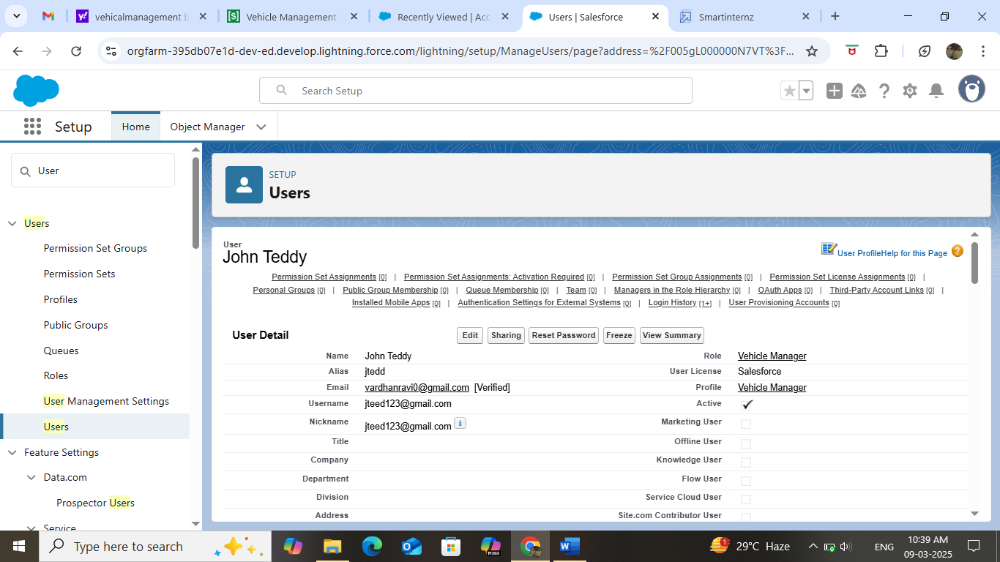 vehicalmanagement b
Vehicle Management
Recently Viewed | Acc
Users | Salesforce
Smartinternz
orgfarm-395db07e1d-dev-ed.develop.lightning.force.com/lightning/setup/ManageUsers/page?address=%2F005gL000000N7VT%3F...
Search Setup
Setup
Home
Object Manager
User
SETUP
Users
Users
Permission Set Groups
Permission Sets
Profiles
Public Groups
Queues
Roles
User Management Settings
Users
Feature Settings
Data.com
Prospector Users
Service
User
John Teddy
User Profile
Help for this Page
Permission Set Assignments [0] | Permission Set Assignments: Activation Required [0] | Permission Set Group Assignments [0] | Permission Set License Assignments [0] |
Personal Groups [0] | Public Group Membership [0] | Queue Membership [0] | Team [0] | Managers in the Role Hierarchy [0] | OAuth Apps [0] | Third-Party Account Links [0] |
Installed Mobile Apps [0] | Authentication Settings for External Systems [0] | Login History [1+] | User Provisioning Accounts [0]
User Detail
Edit
Sharing
Reset Password
Freeze
View Summary
Name John Teddy Role Vehicle Manager
Alias jtedd User License Salesforce
Email vardhanravi0@gmail.com [Verified] Profile Vehicle Manager
Username jteed123@gmail.com Active
Nickname jteed123@gmail.com i Marketing User
Title Offline User
Company Knowledge User
Department Flow User
Division Service Cloud User
Address Site.com Contributor User
Type here to search
M365
1
29°C Haze
ENG
10:39 AM
09-03-2025